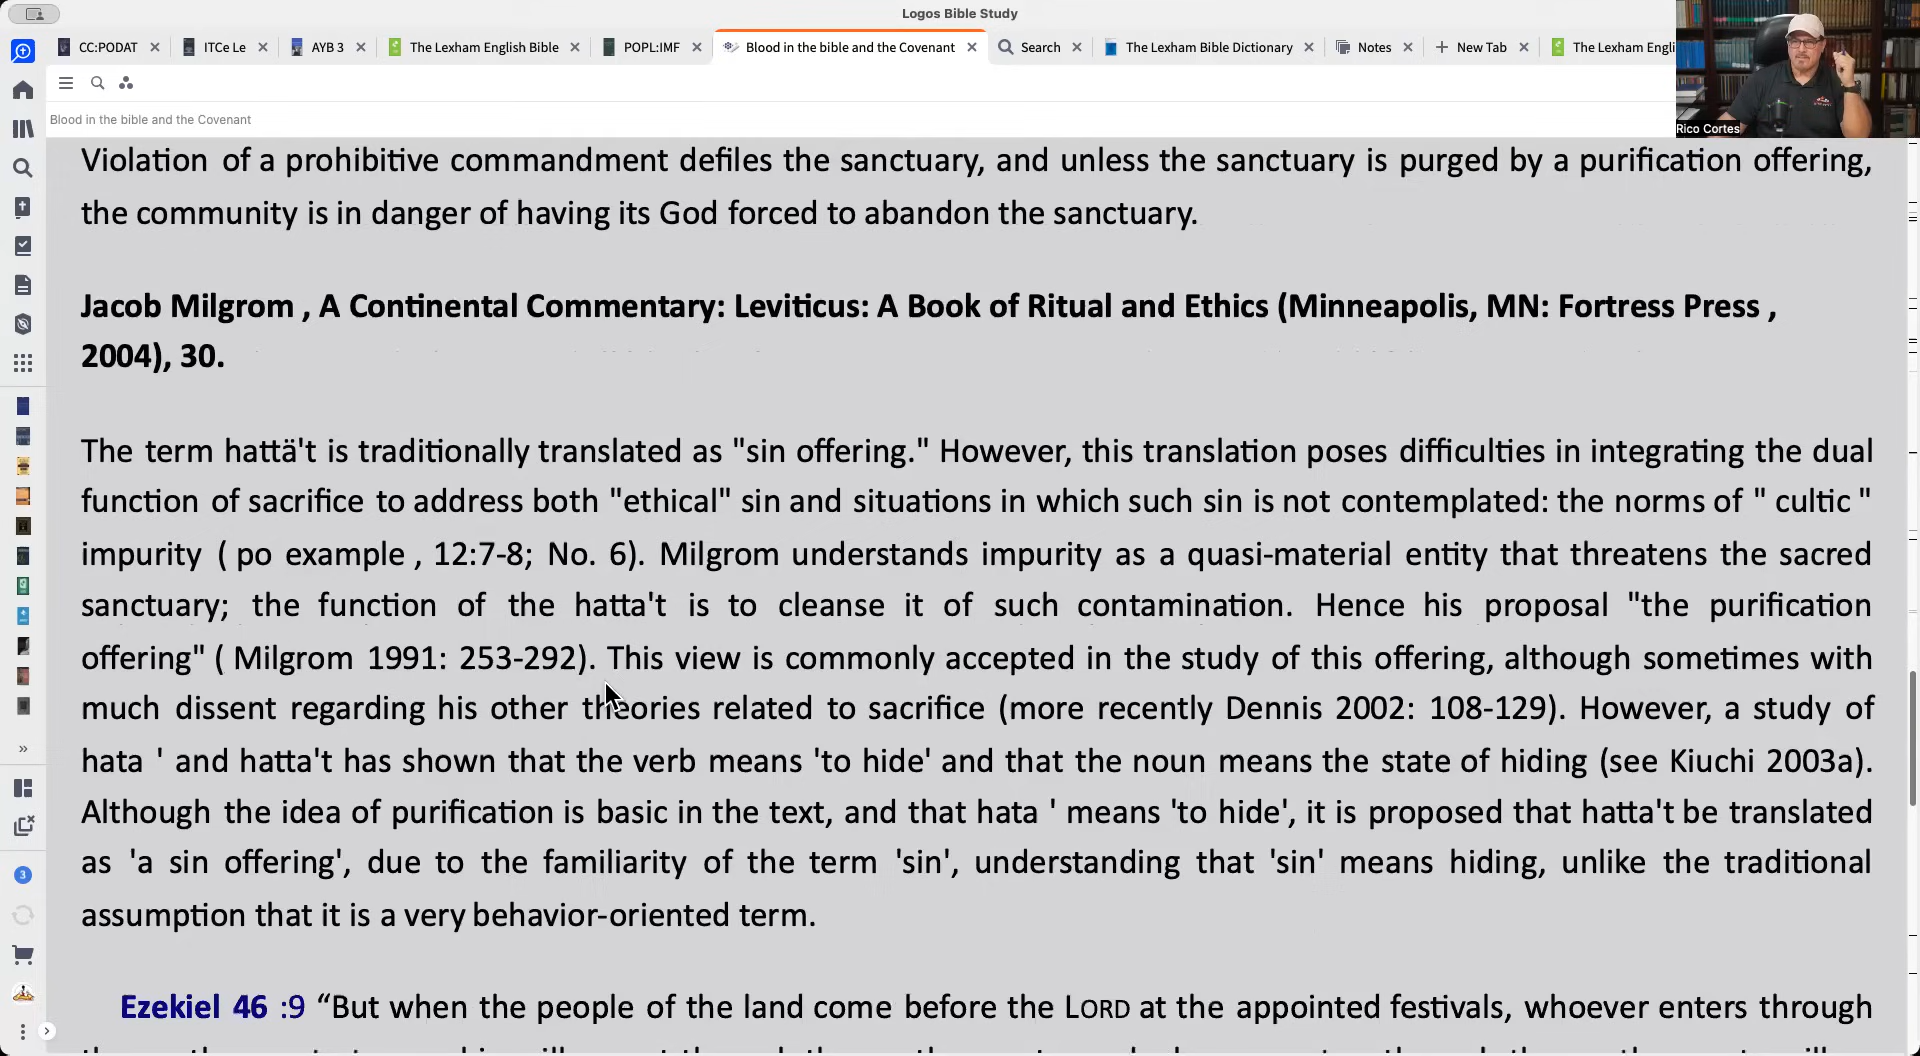 Logos Bible Study
CC:PODAT
ITCe Le
AYB 3
The Lexham English Bible
POPL:IMF
Blood in the bible and the Covenant
Search
The Lexham Bible Dictionary
Notes
New Tab
The Lexham Engli
Rico Cortes
Blood in the bible and the Covenant
Violation of a prohibitive commandment defiles the sanctuary, and unless the sanctuary is purged by a purification offering,
the community is in danger of having its God forced to abandon the sanctuary.
Jacob Milgrom , A Continental Commentary: Leviticus: A Book of Ritual and Ethics (Minneapolis, MN: Fortress Press ,
2004), 30.
The term hattä't is traditionally translated as "sin offering." However, this translation poses difficulties in integrating the dual
function of sacrifice to address both "ethical" sin and situations in which such sin is not contemplated: the norms of " cultic "
impurity ( po example , 12:7-8; No. 6). Milgrom understands impurity as a quasi-material entity that threatens the sacred
sanctuary; the function of the hatta't is to cleanse it of such contamination. Hence his proposal "the purification
offering" ( Milgrom 1991: 253-292). This view is commonly accepted in the study of this offering, although sometimes with
much dissent regarding his other theories related to sacrifice (more recently Dennis 2002: 108-129). However, a study of
hata ' and hatta't has shown that the verb means 'to hide' and that the noun means the state of hiding (see Kiuchi 2003a).
Although the idea of purification is basic in the text, and that hata ' means 'to hide', it is proposed that hatta't be translated
as 'a sin offering', due to the familiarity of the term 'sin', understanding that 'sin' means hiding, unlike the traditional
assumption that it is a very behavior-oriented term.
Ezekiel 46 :9 “But when the people of the land come before the LORD at the appointed festivals, whoever enters through
3